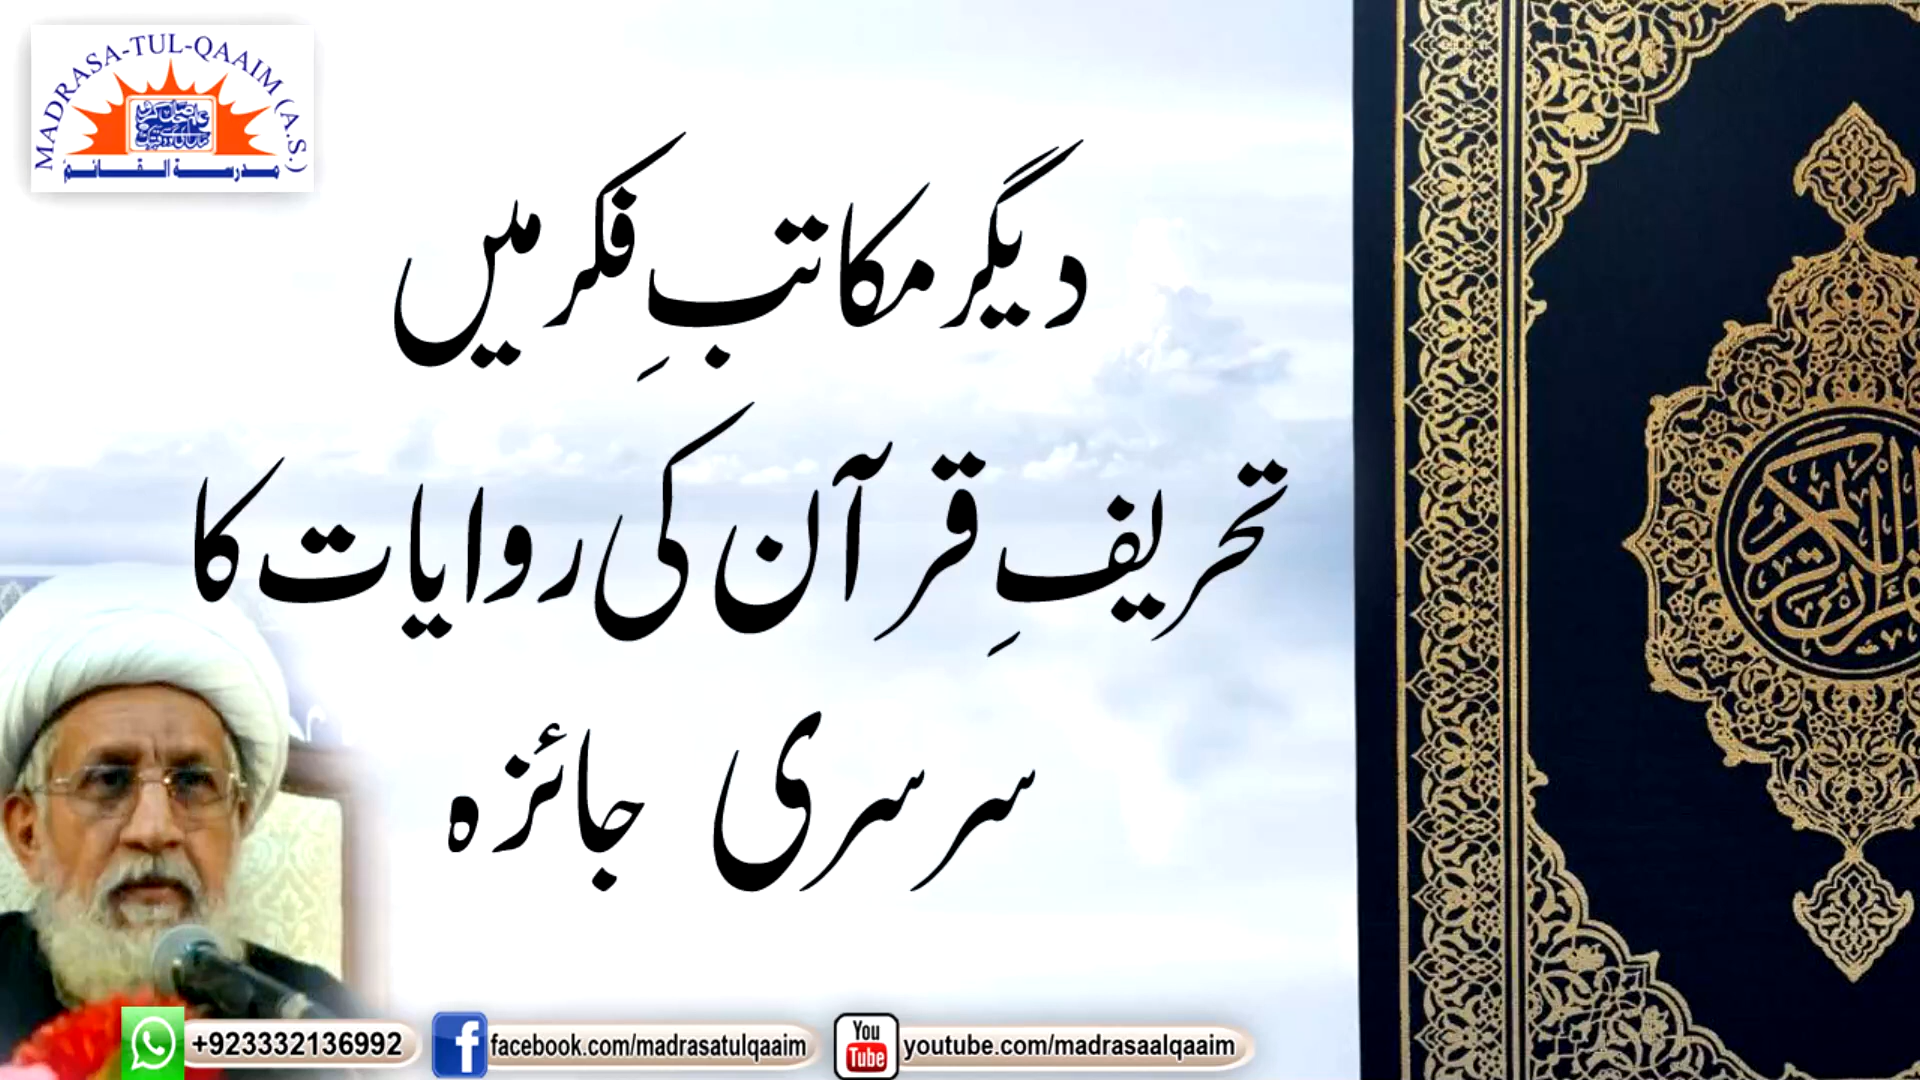 MADRASA-TUL-QAAIM (A.S.)
مدرسة القائم
دیگر مکاتبِ فکر میں
تحریفِ قرآن کی روایات کا
سرسری جائزہ
+923332136992
facebook.com/madrasatulqaaim
You
Tube
youtube.com/madrasaalqaaim